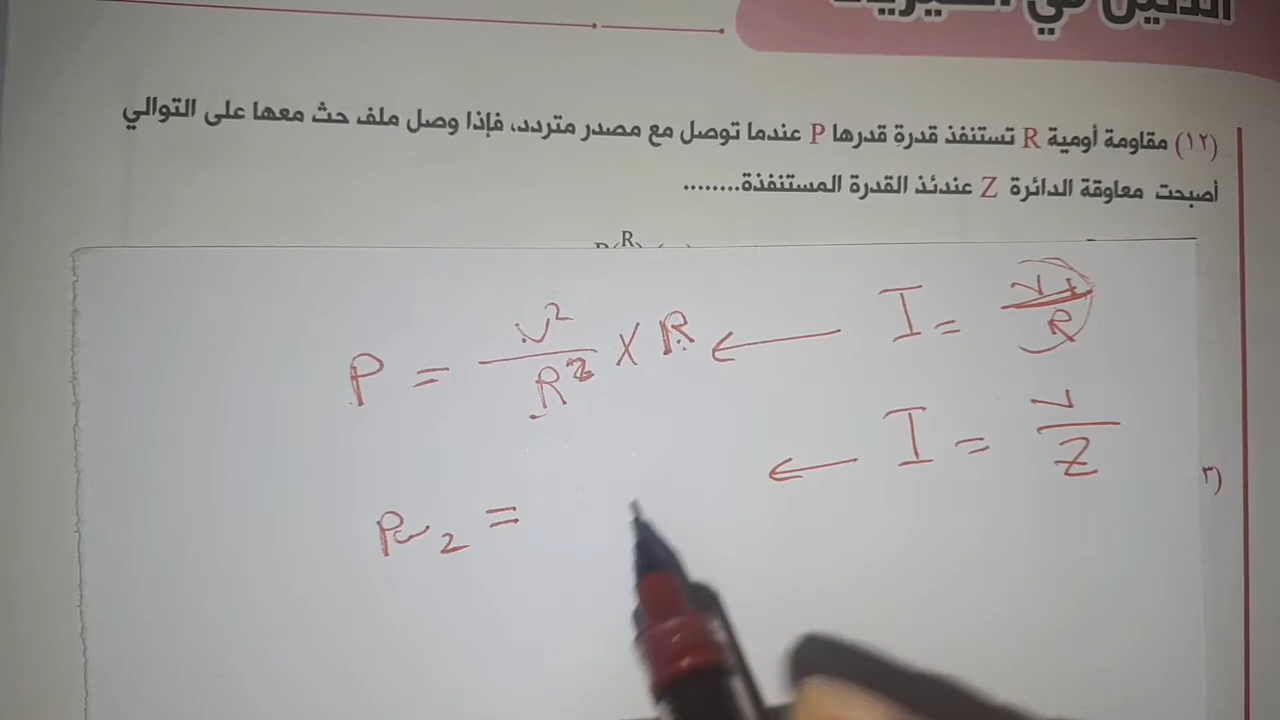 (١٢) مقاومة أومية R تستنفذ قدرة قدرها P عندما توصل مع مصدر متردد، فإذا وصل ملف حث معها على التوالي
أصبحت معاوقة الدائرة Z عندئذ القدرة المستنفذة........
R
P = V² / R² × R ← I = V / R
Pw₂ = ← I = V / Z